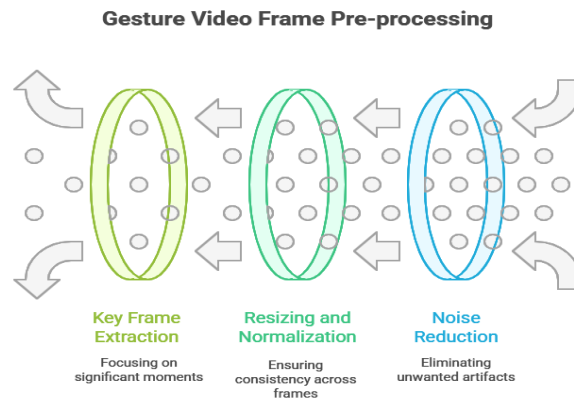 Gesture Video Frame Pre-processing
Key Frame
Extraction
Focusing on
significant moments
Resizing and
Normalization
Ensuring
consistency across
frames
Noise
Reduction
Eliminating
unwanted artifacts